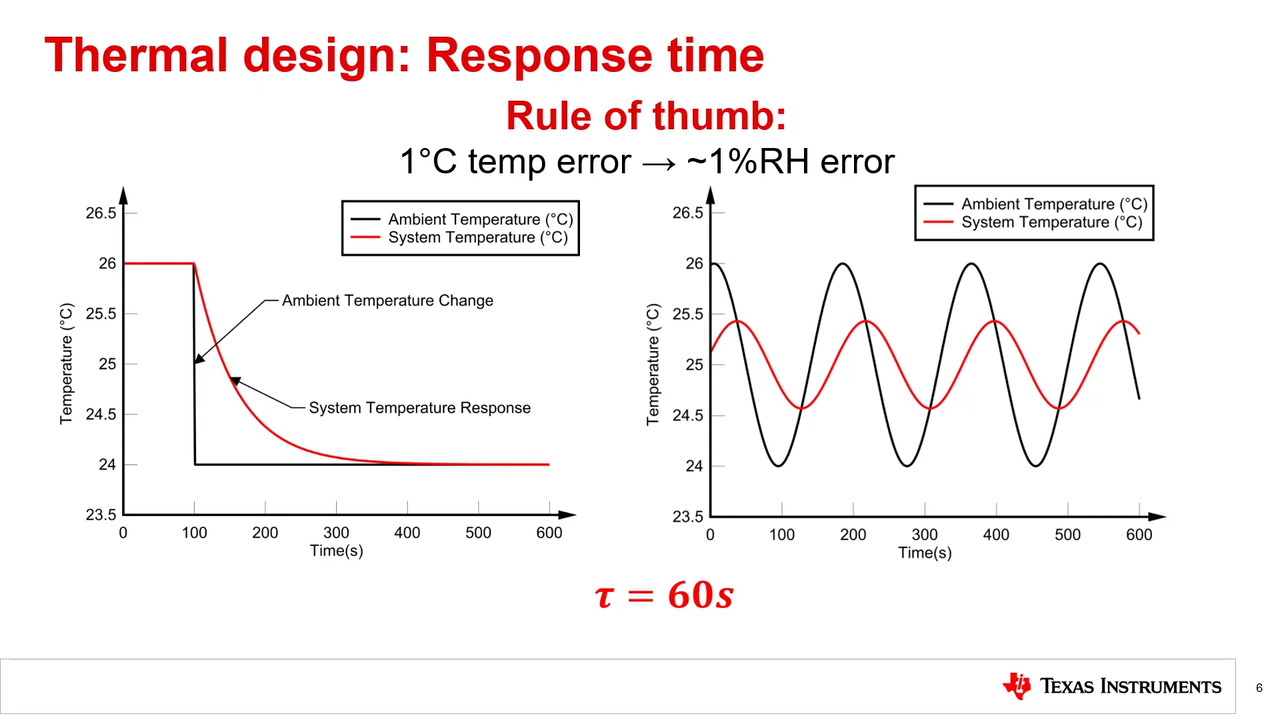 Thermal design: Response time
Rule of thumb:
1°C temp error → ~1%RH error
Ambient Temperature (°C)
System Temperature (°C)
26.5
26
25.5
25
24.5
24
23.5
Temperature (°C)
Ambient Temperature Change
System Temperature Response
0 100 200 300 400 500 600
Time(s)
Ambient Temperature (°C)
System Temperature (°C)
26.5
26
25.5
25
24.5
24
23.5
Temperature (°C)
0 100 200 300 400 500 600
Time(s)
τ = 60s
TEXAS INSTRUMENTS
6